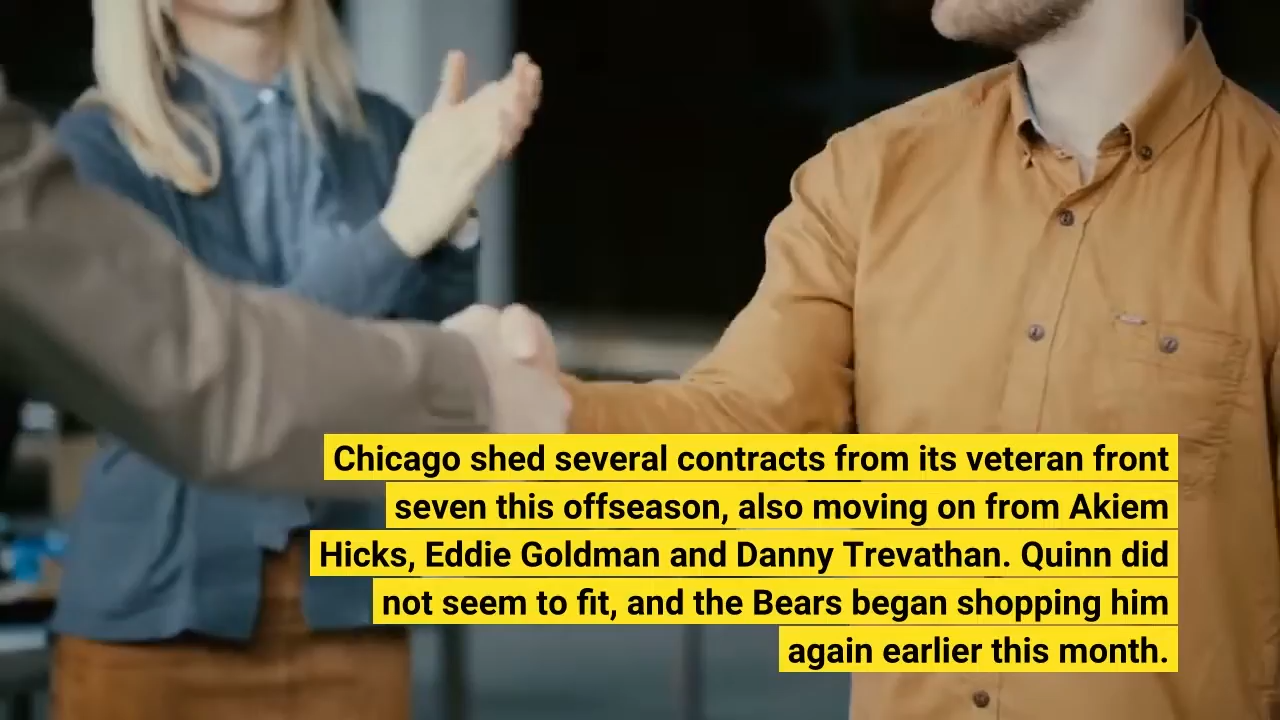 Chicago shed several contracts from its veteran front
seven this offseason, also moving on from Akiem
Hicks, Eddie Goldman and Danny Trevathan. Quinn did
not seem to fit, and the Bears began shopping him
again earlier this month.